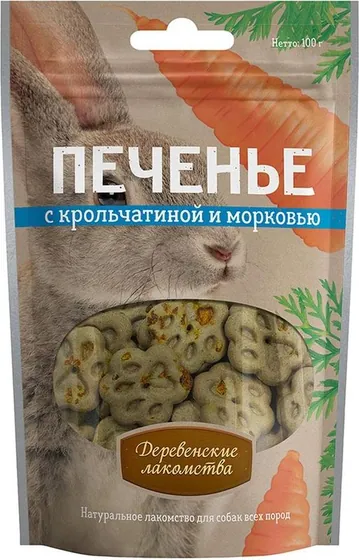 Нетто: 100 г
ПЕЧЕНЬЕ
с крольчатиной и морковью
Деревенские
лакомства
Натуральное лакомство для собак всех пород